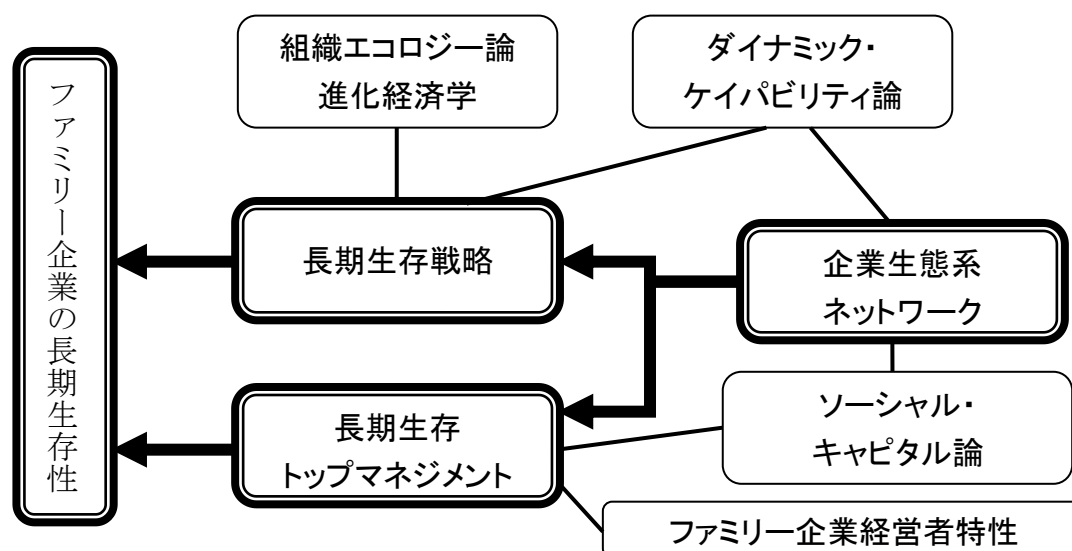 組織エコロジー論
進化経済学
ダイナミック・
ケイパビリティ論
ファミリー企業の長期生存性
長期生存戦略
企業生態系
ネットワーク
長期生存
トップマネジメント
ソーシャル・
キャピタル論
ファミリー企業経営者特性